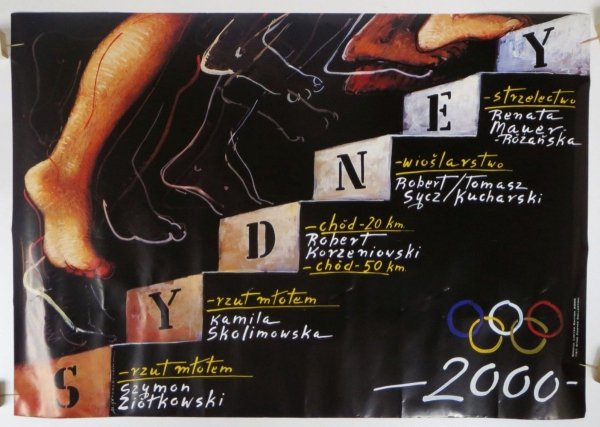 SYDNEY
-strzelectwo
Renata
Mauer
-Różańska
-wioślarstwo
Robert/Tomasz
Sycz/Kucharski
-chód-20 km
Robert
Korzeniowski
-chód-50 km
-rzut młotem
Kamila
Skolimowska
-rzut młotem
Szymon
Ziółkowski
-2000-